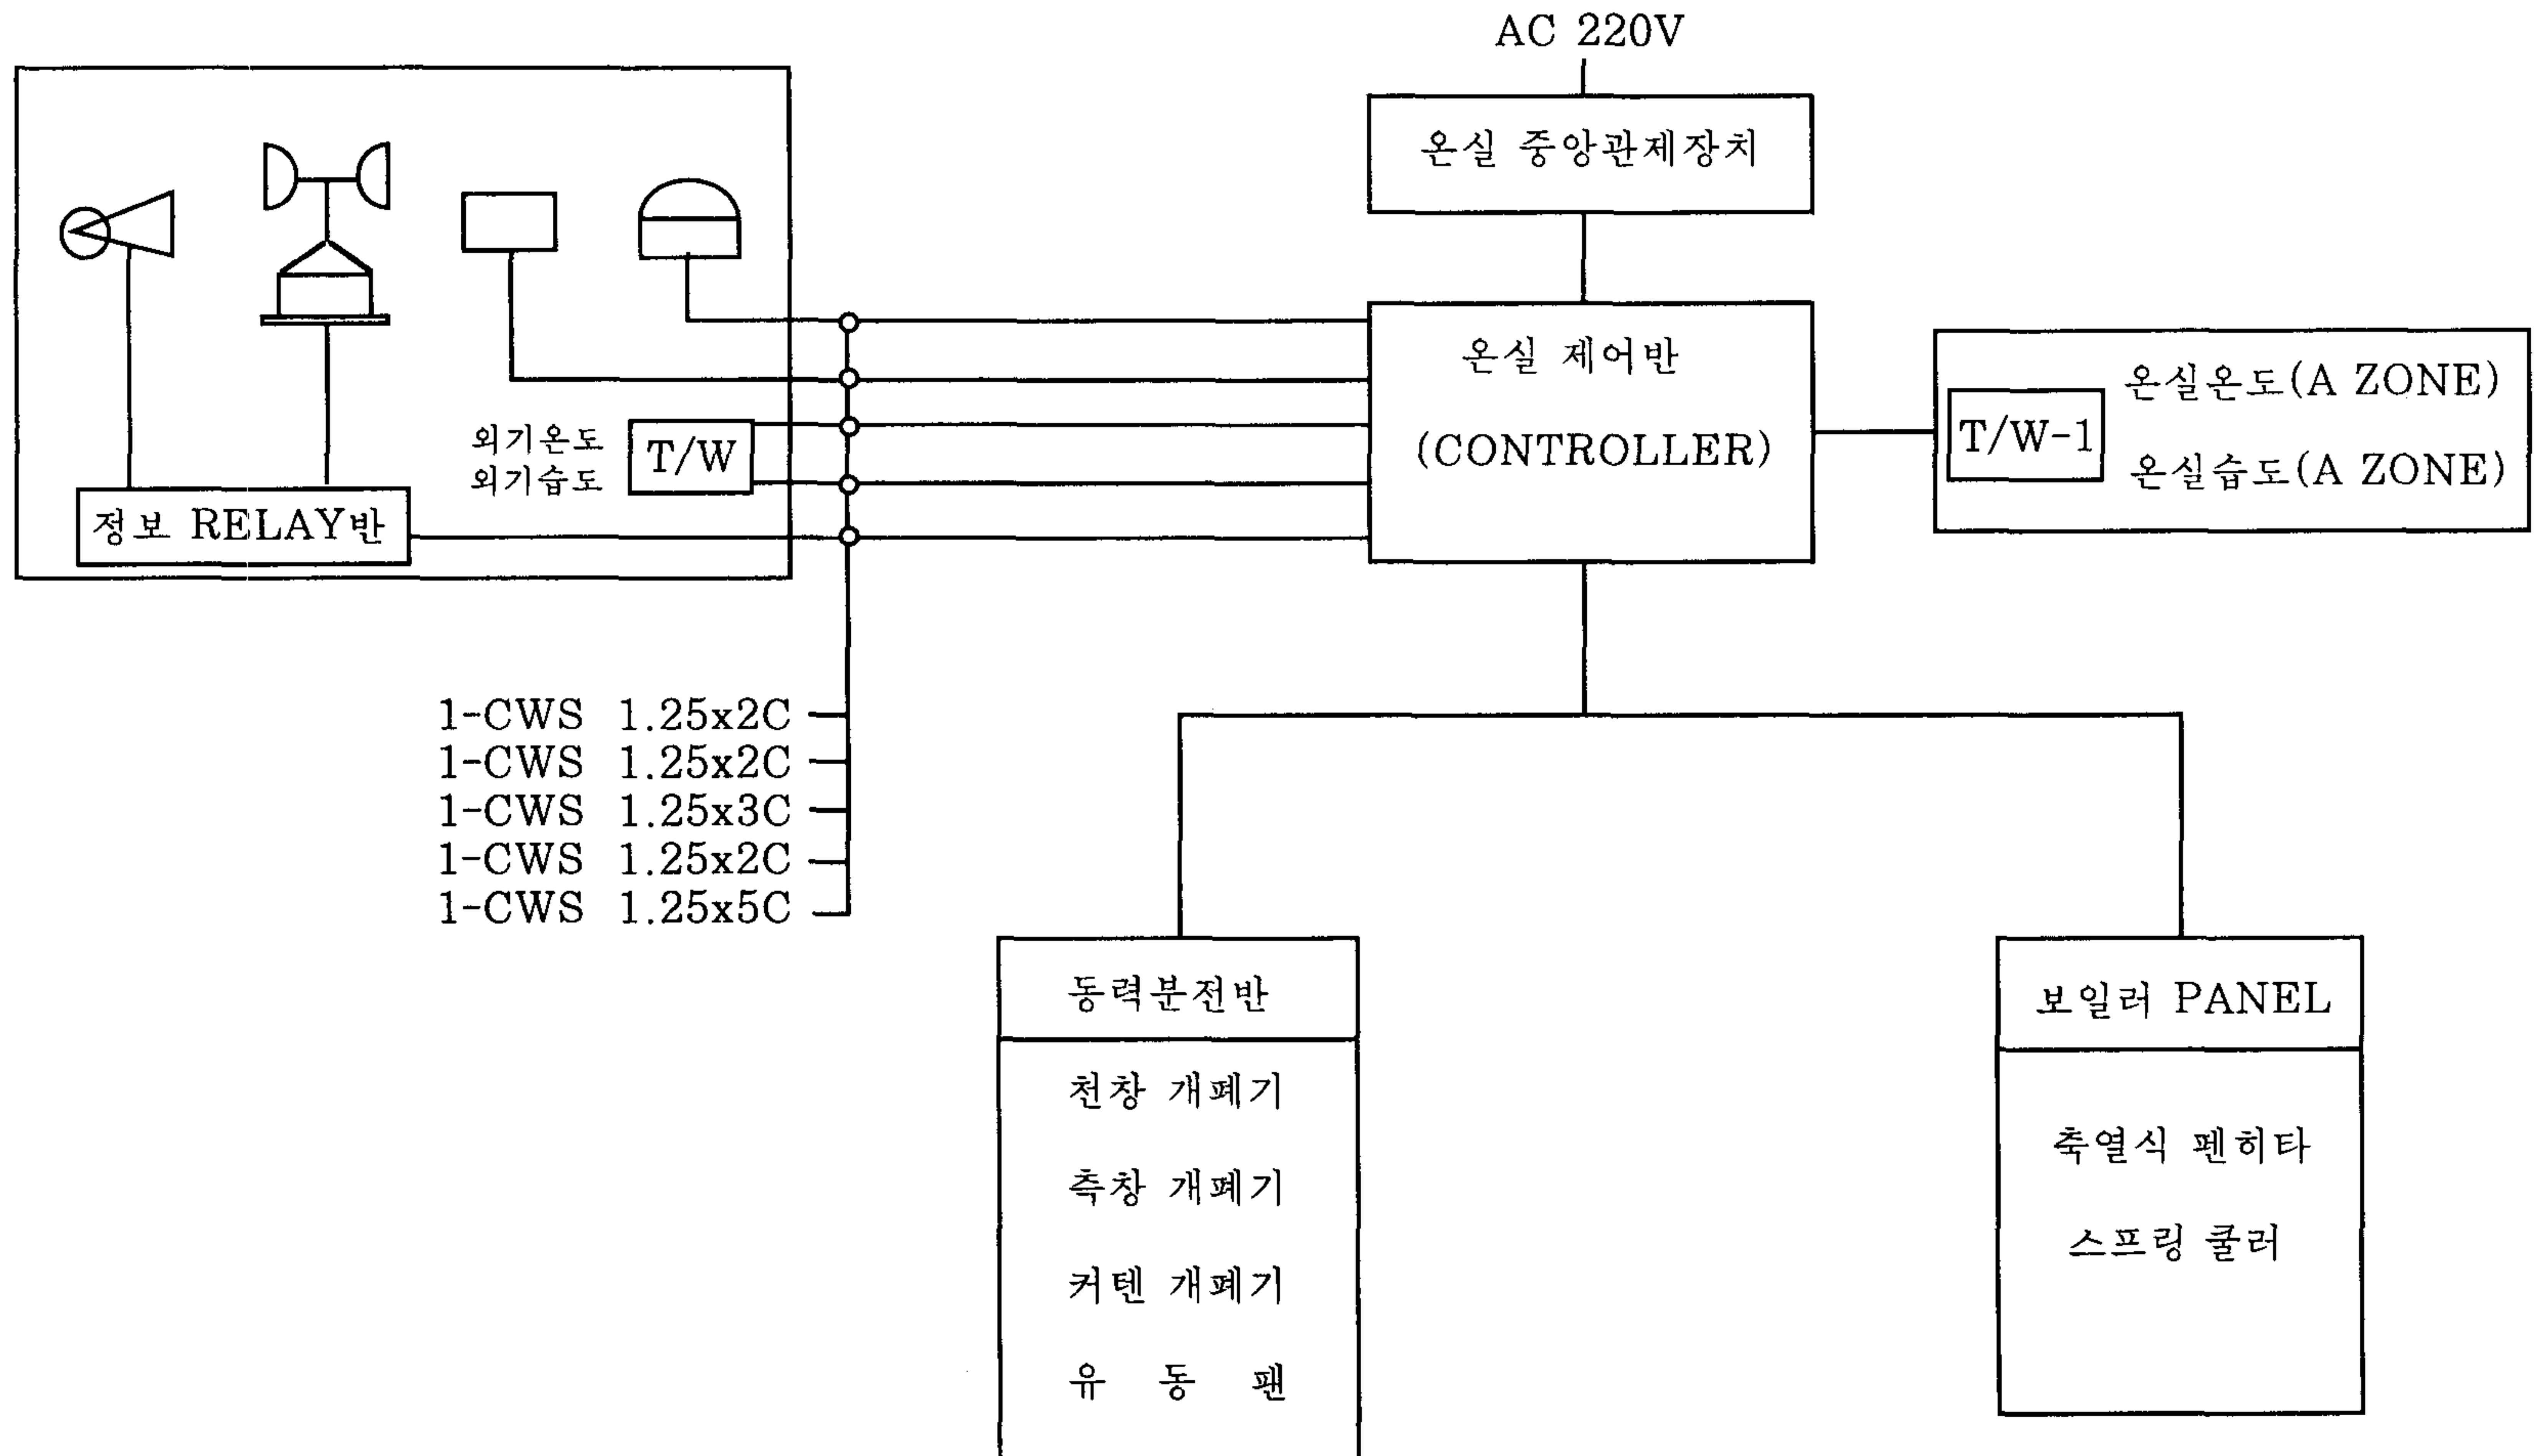 AC 220V
온실 중앙관제장치
온실 제어반
(CONTROLLER)
외기온도
외기습도
T/W
정보 RELAY반
T/W-1
온실온도(A ZONE)
온실습도(A ZONE)
1-CWS 1.25x2C
1-CWS 1.25x2C
1-CWS 1.25x3C
1-CWS 1.25x2C
1-CWS 1.25x5C
동력분전반
천창 개폐기
측창 개폐기
커텐 개폐기
유 동 팬
보일러 PANEL
축열식 펜히타
스프링 쿨러